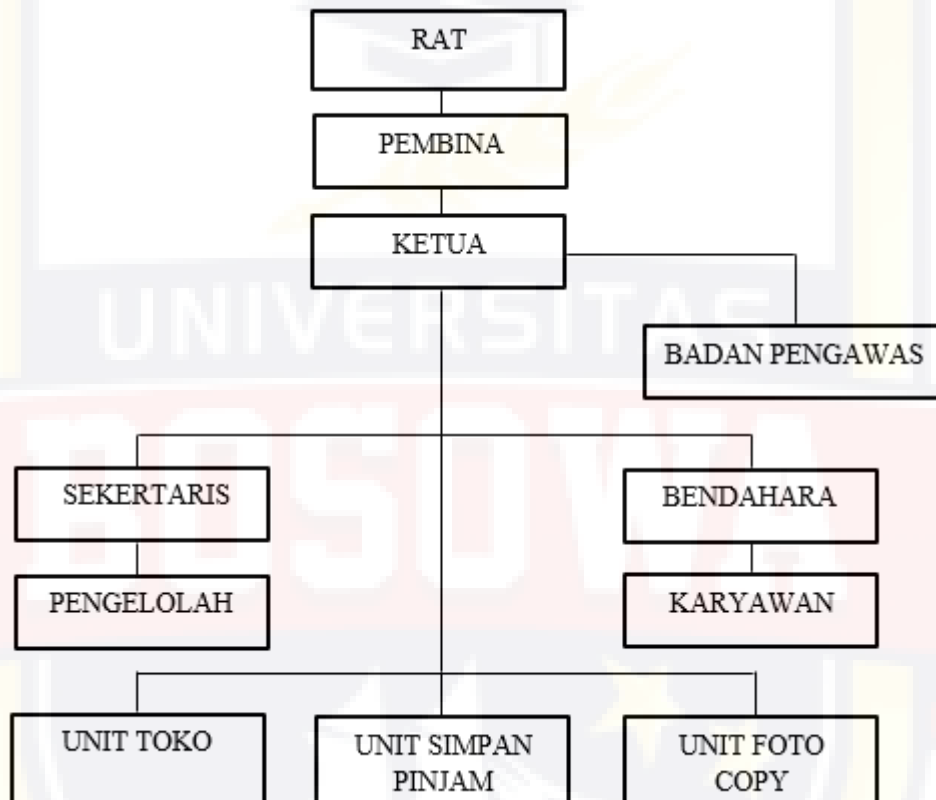 RAT
PEMBINA
KETUA
UNIVERSITAS
BADAN PENGAWAS
BOSOWA
SEKERTARIS
BENDAHARA
PENGELOLAH
KARYAWAN
UNIT TOKO
UNIT SIMPAN
PINJAM
UNIT FOTO
COPY